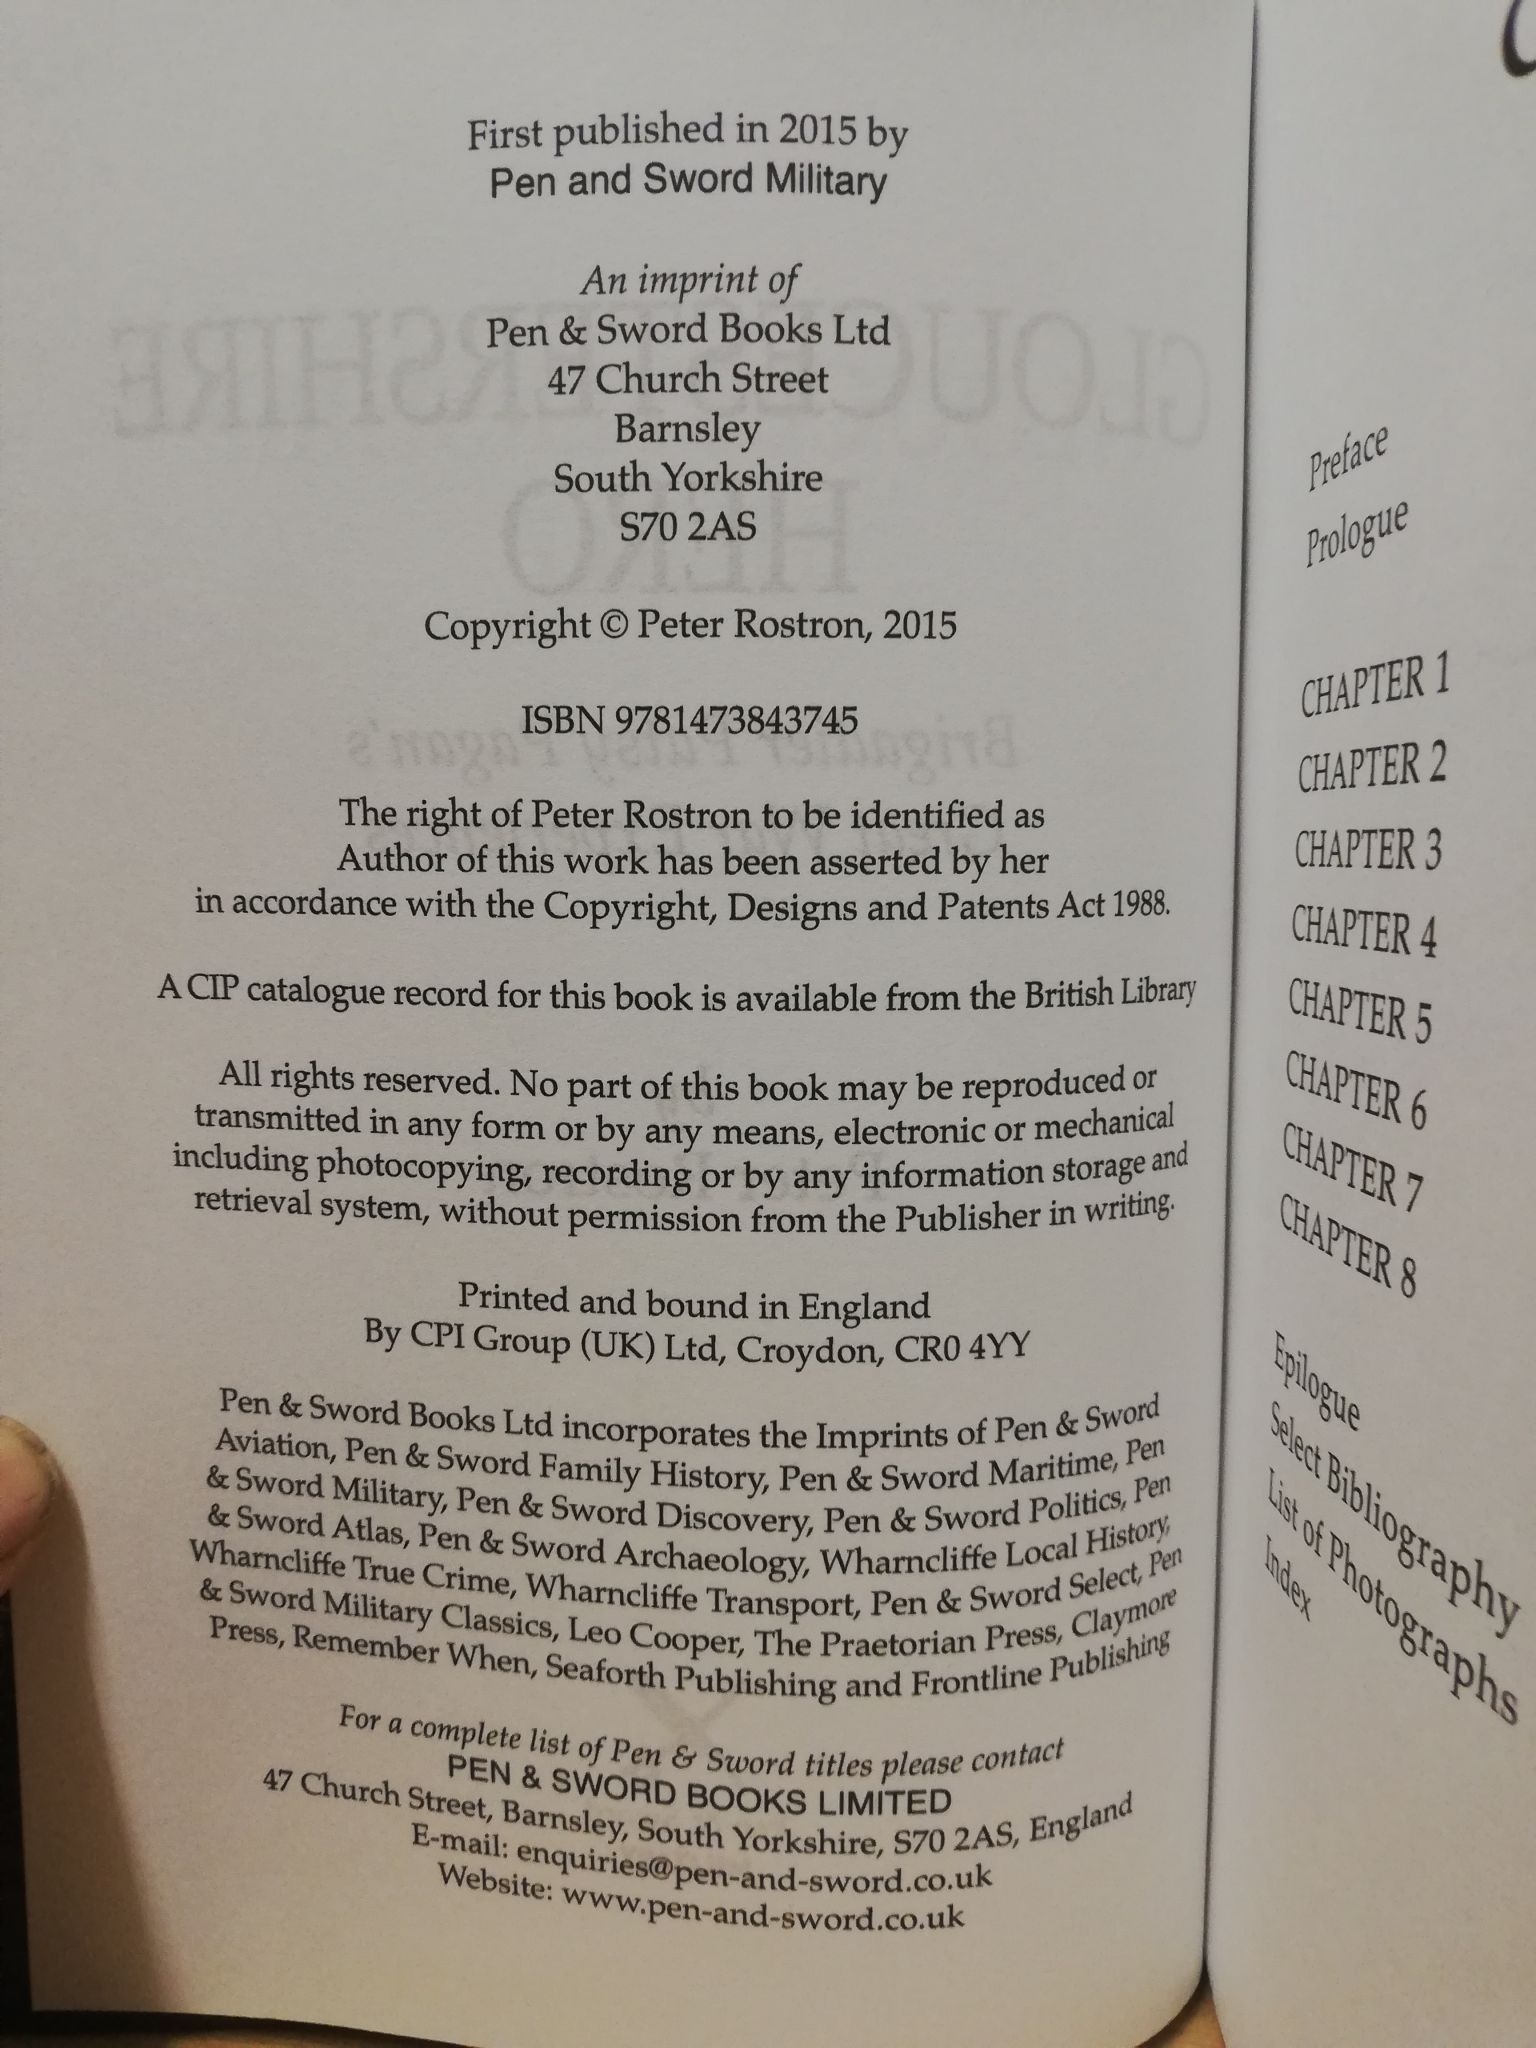 First published in 2015 by
Pen and Sword Military
An imprint of
Pen & Sword Books Ltd
47 Church Street
Barnsley
South Yorkshire
S70 2AS
Copyright © Peter Rostron, 2015
ISBN 9781473843745
The right of Peter Rostron to be identified as
Author of this work has been asserted by her
in accordance with the Copyright, Designs and Patents Act 1988.
A CIP catalogue record for this book is available from the British Library
All rights reserved. No part of this book may be reproduced or
transmitted in any form or by any means, electronic or mechanical
including photocopying, recording or by any information storage and
retrieval system, without permission from the Publisher in writing.
Printed and bound in England
By CPI Group (UK) Ltd, Croydon, CR0 4YY
Pen & Sword Books Ltd incorporates the Imprints of Pen & Sword
Aviation, Pen & Sword Family History, Pen & Sword Maritime, Pen
& Sword Military, Pen & Sword Discovery, Pen & Sword Politics, Pen
& Sword Atlas, Pen & Sword Archaeology, Wharncliffe Local History,
Wharncliffe True Crime, Wharncliffe Transport, Pen & Sword Select, Pen
& Sword Military Classics, Leo Cooper, The Praetorian Press, Claymore
Press, Remember When, Seaforth Publishing and Frontline Publishing
For a complete list of Pen & Sword titles please contact
PEN & SWORD BOOKS LIMITED
47 Church Street, Barnsley, South Yorkshire, S70 2AS, England
E-mail: enquiries@pen-and-sword.co.uk
Website: www.pen-and-sword.co.uk
Preface
Prologue
CHAPTER 1
CHAPTER 2
CHAPTER 3
CHAPTER 4
CHAPTER 5
CHAPTER 6
CHAPTER 7
CHAPTER 8
Epilogue
Select Bibliography
List of Photographs
Index